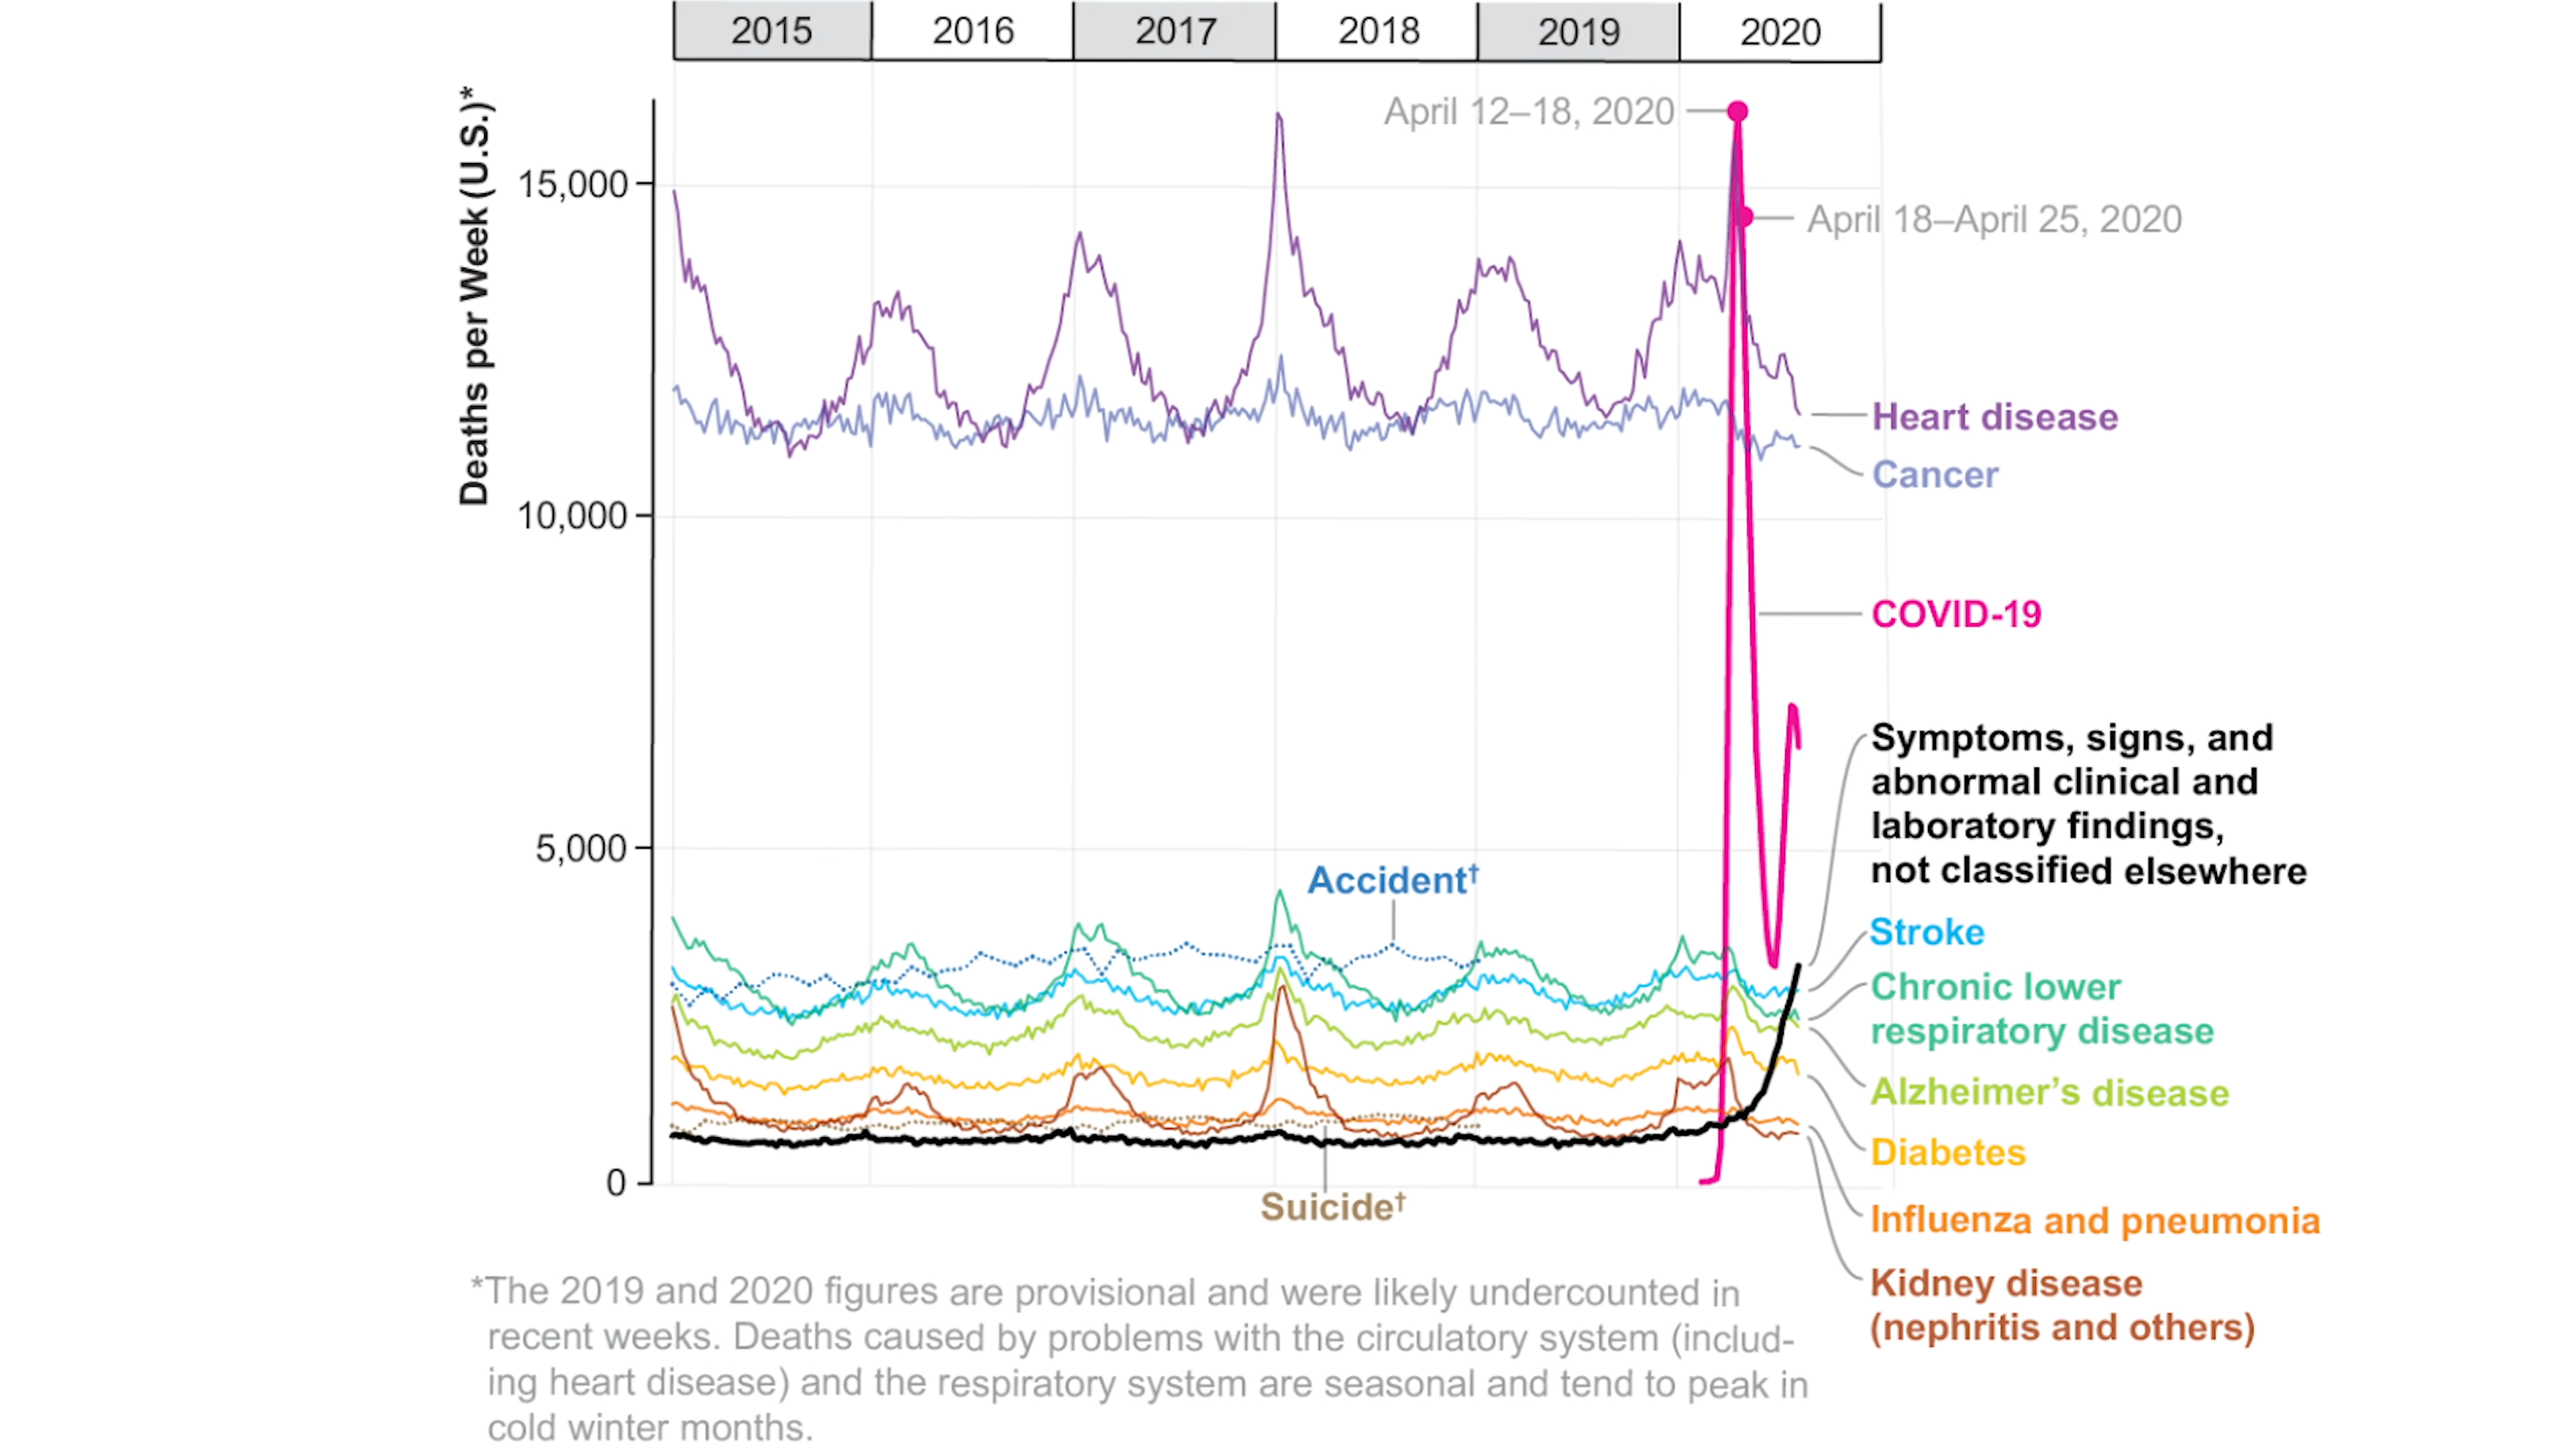 2015 2016 2017 2018 2019 2020
Deaths per Week (U.S.)*
April 12–18, 2020
15,000
April 18–April 25, 2020
Heart disease
Cancer
10,000
COVID-19
Symptoms, signs, and
abnormal clinical and
laboratory findings,
not classified elsewhere
5,000
Accident†
Stroke
Chronic lower
respiratory disease
Alzheimer’s disease
Diabetes
0
Suicide†
Influenza and pneumonia
Kidney disease
(nephritis and others)
*The 2019 and 2020 figures are provisional and were likely undercounted in
recent weeks. Deaths caused by problems with the circulatory system (includ-
ing heart disease) and the respiratory system are seasonal and tend to peak in
cold winter months.